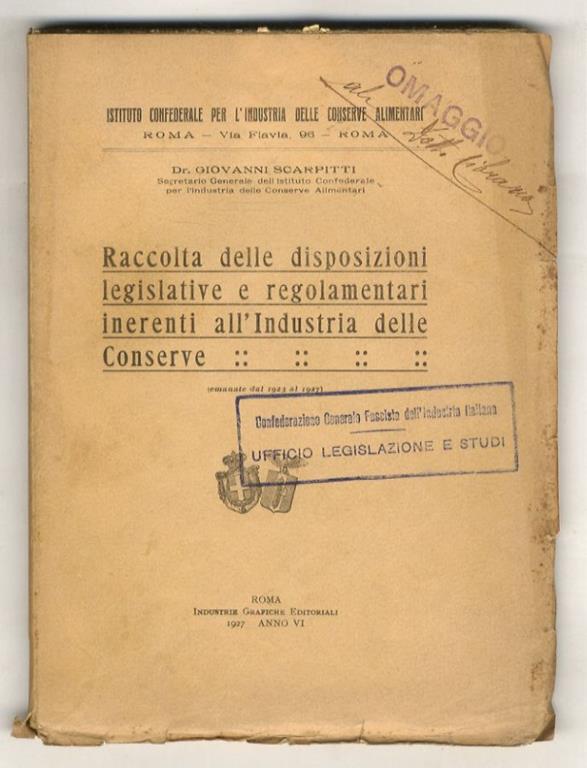 ISTITUTO CONFEDERALE PER L'INDUSTRIA DELLE CONSERVE ALIMENTARI
ROMA — Via Flavia, 96 — ROMA
OMAGGIO
al Dott.
Dr. GIOVANNI SCARPITTI
Segretario Generale dell'Istituto Confederale
per l'Industria delle Conserve Alimentari
Raccolta delle disposizioni
legislative e regolamentari
inerenti all'Industria delle
Conserve :: :: :: ::
(emanate dal 1923 al 1927)
Confederazione Generale Fascista dell'Industria Italiana
UFFICIO LEGISLAZIONE E STUDI
ROMA
INDUSTRIE GRAFICHE EDITORIALI
1927 ANNO VI